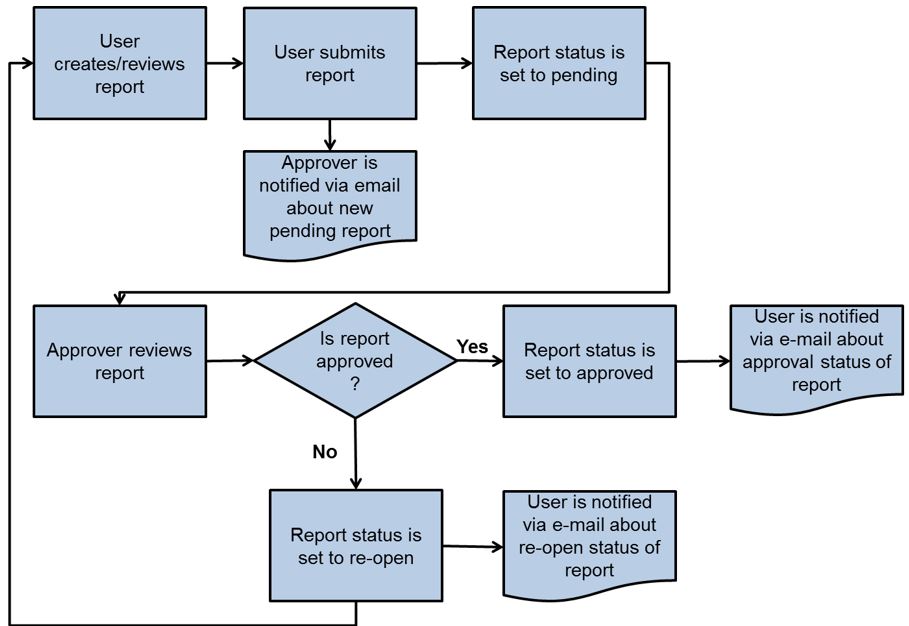 User
creates/reviews
report
User submits
report
Report status is
set to pending
Approver is
notified via email
about new
pending report
Approver reviews
report
Is report
approved
?
Yes
Report status is
set to approved
User is notified
via e-mail about
approval status of
report
No
Report status is
set to re-open
User is notified
via e-mail about
re-open status of
report